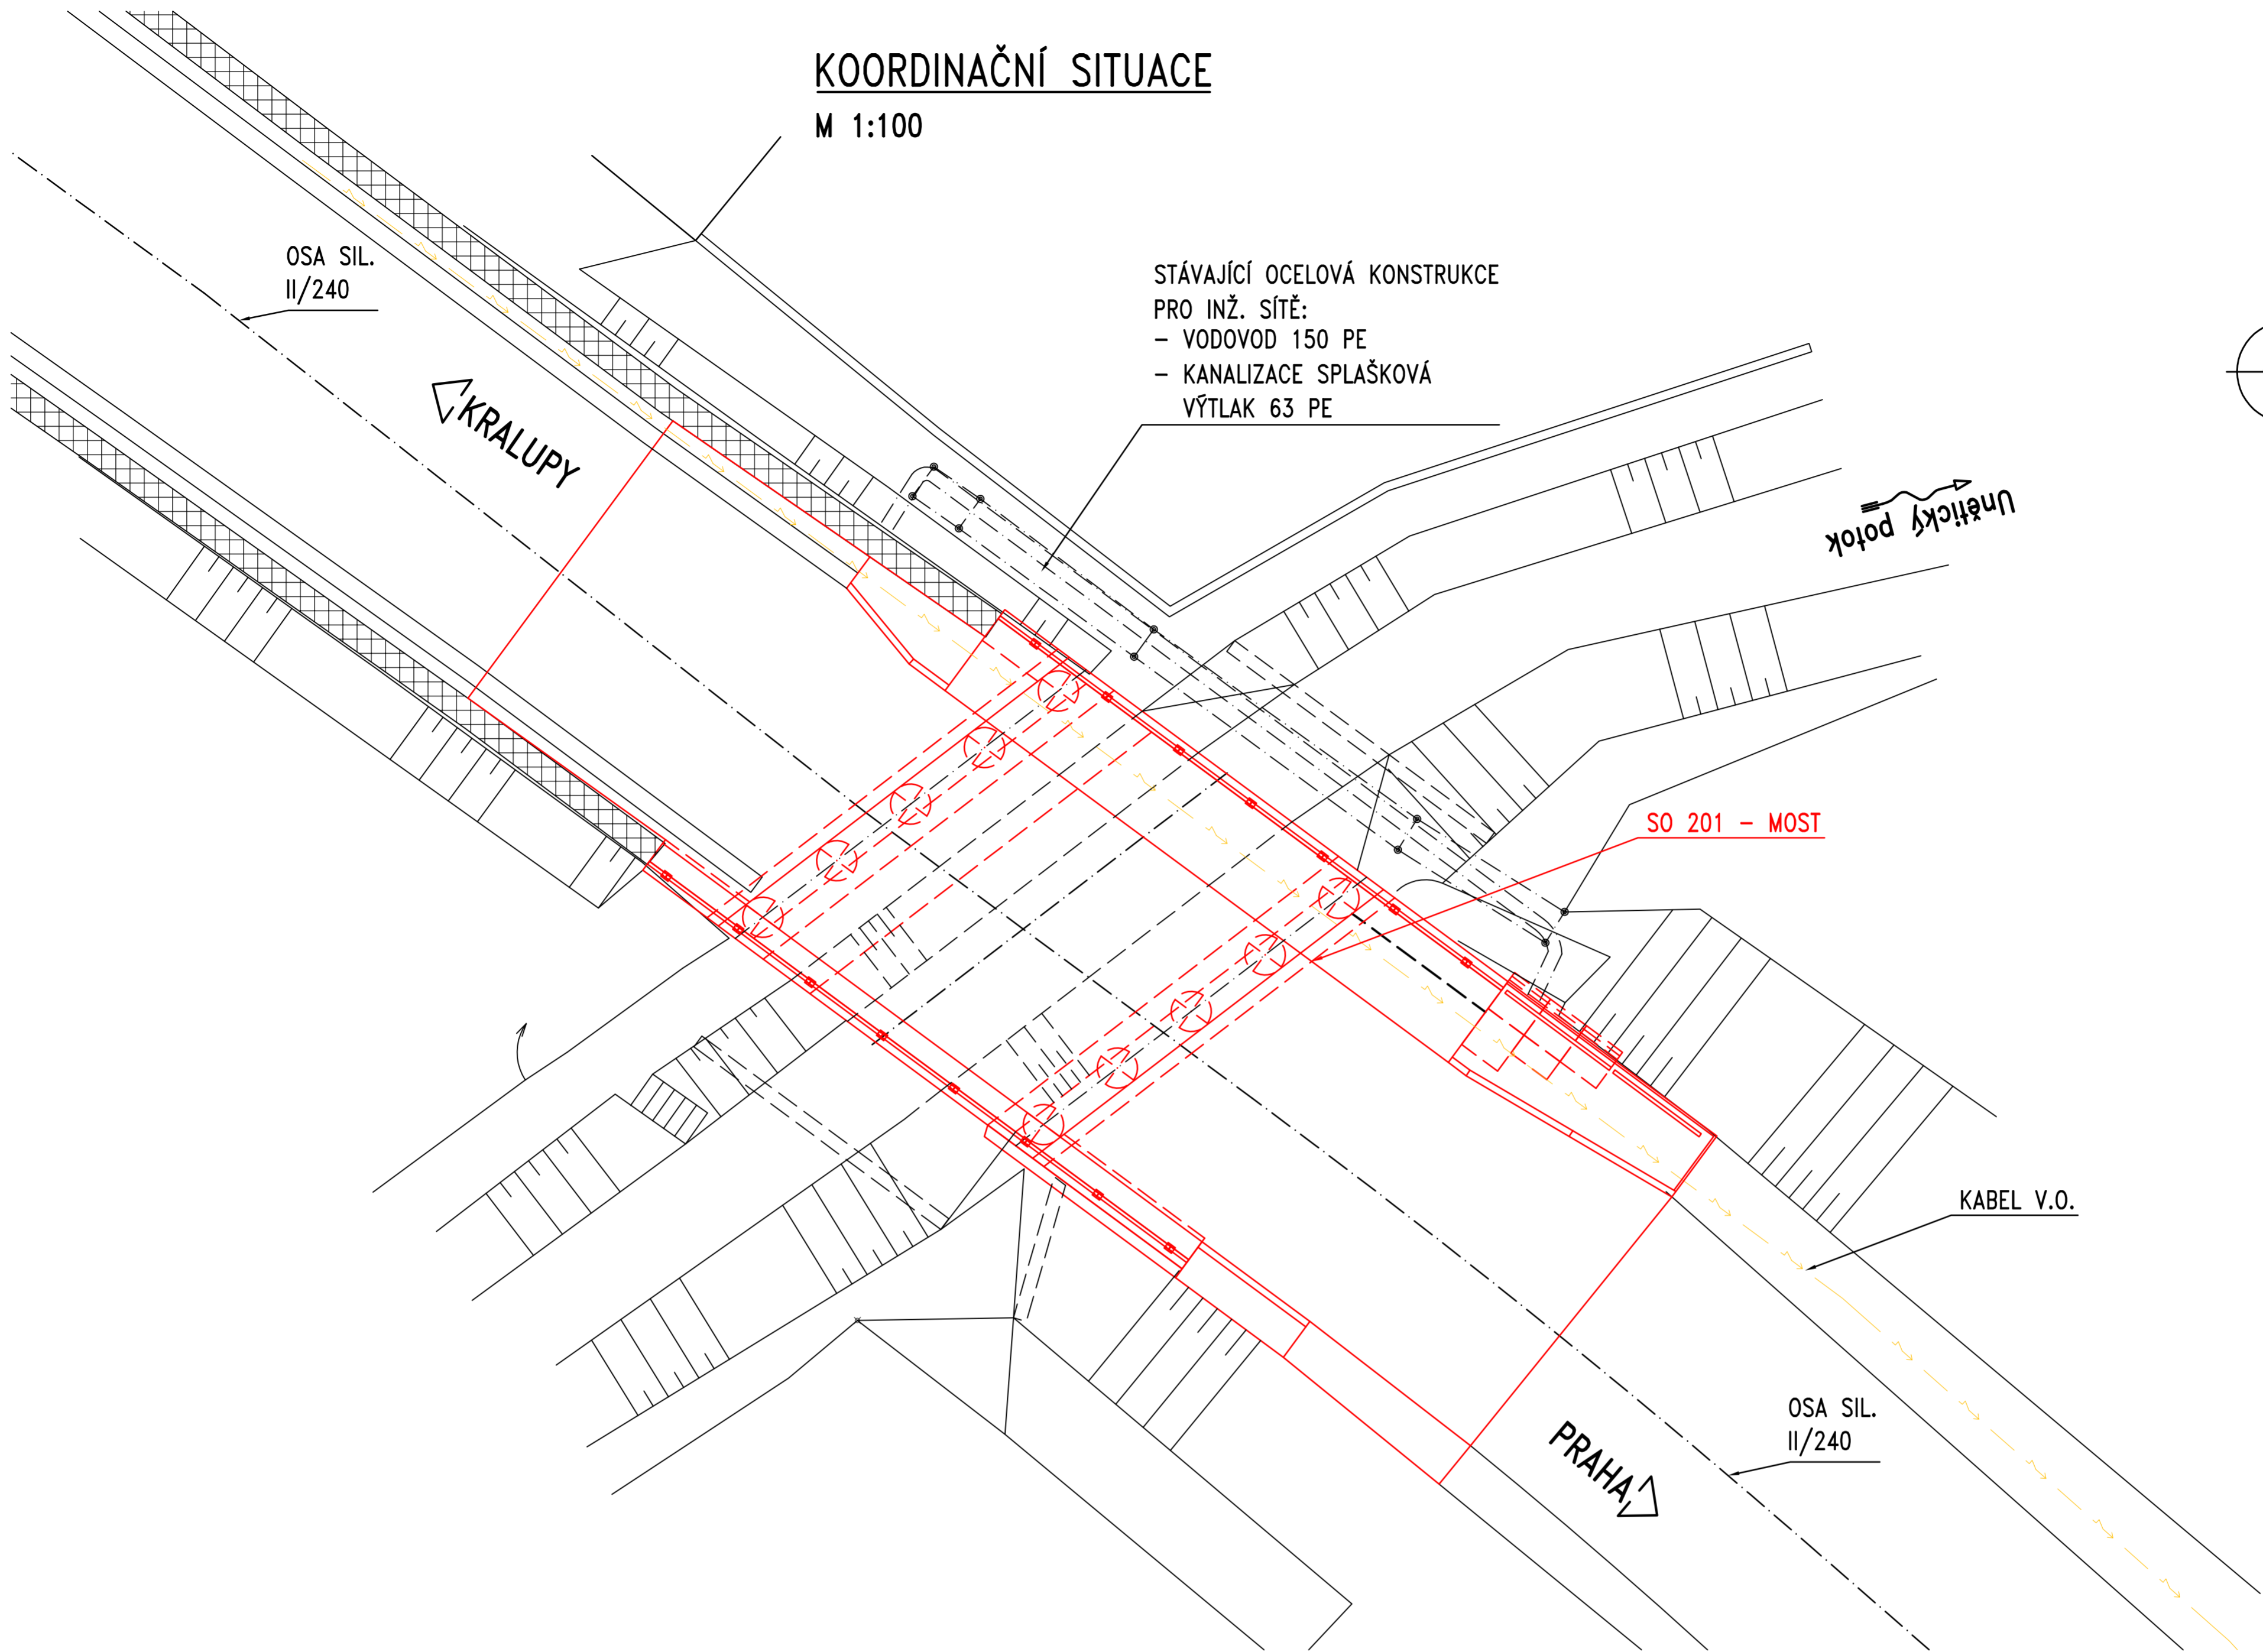 KOORDINAČNÍ SITUACE
M 1:100
OSA SIL.
II/240
KRALUPY
STÁVAJÍCÍ OCELOVÁ KONSTRUKCE
PRO INŽ. SÍTĚ:
– VODOVOD 150 PE
– KANALIZACE SPLAŠKOVÁ
VÝTLAK 63 PE
Unětický potok
SO 201 – MOST
KABEL V.O.
OSA SIL.
II/240
PRAHA